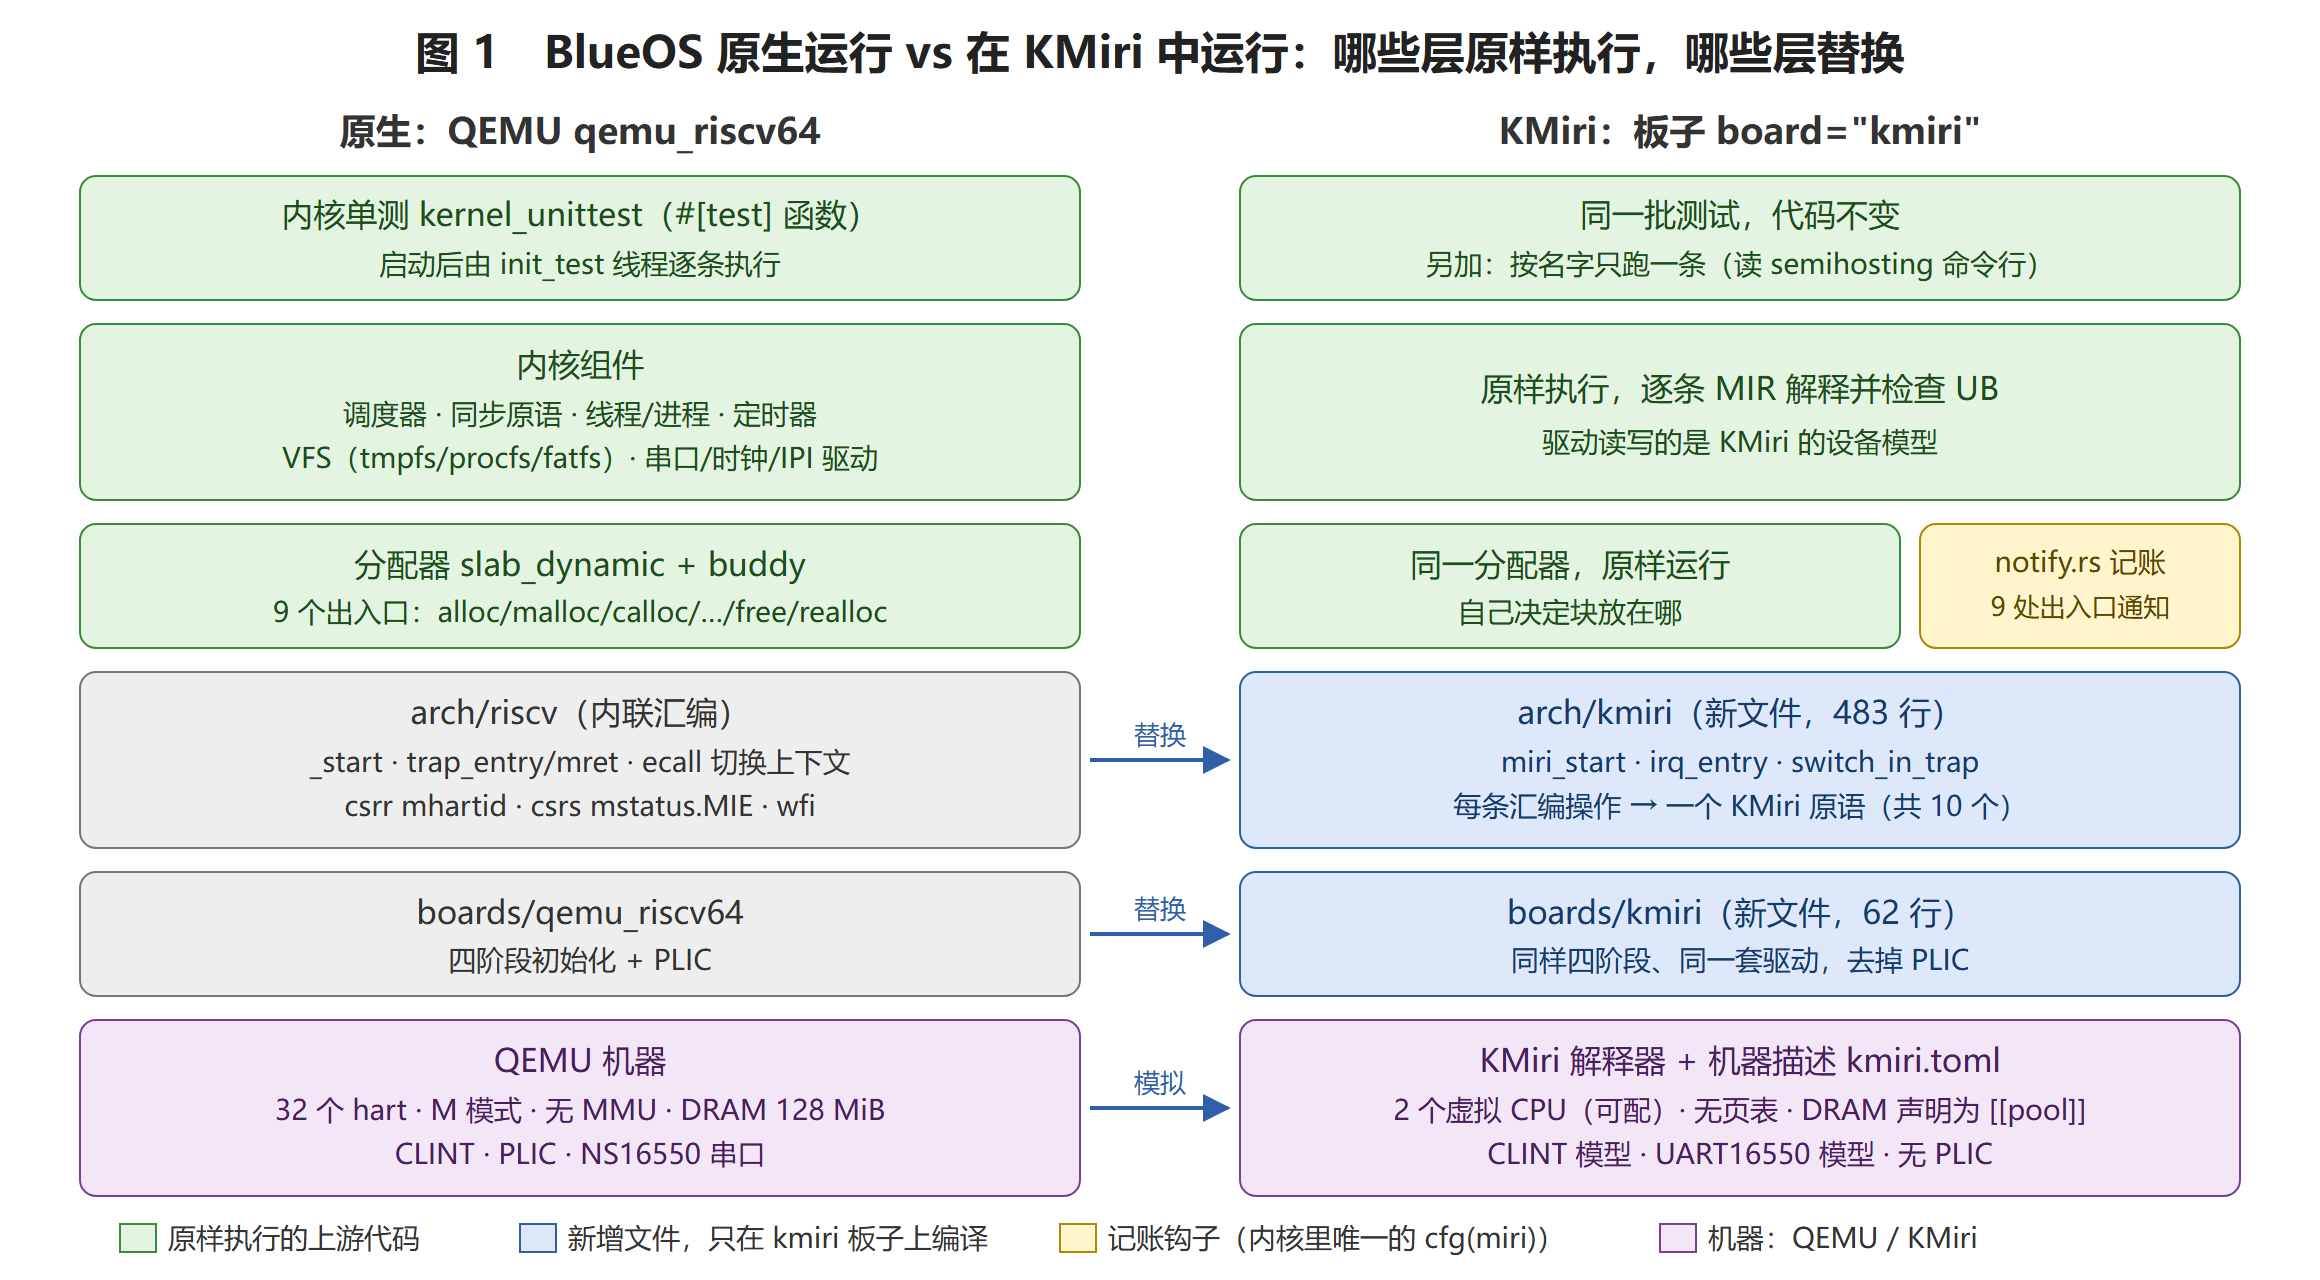 图 1 BlueOS 原生运行 vs 在 KMiri 中运行：哪些层原样执行，哪些层替换
原生：QEMU qemu_riscv64
KMiri：板子 board="kmiri"
内核单测 kernel_unittest（#[test] 函数）
启动后由 init_test 线程逐条执行
同一批测试，代码不变
另加：按名字只跑一条（读 semihosting 命令行）
内核组件
调度器 · 同步原语 · 线程/进程 · 定时器
VFS（tmpfs/procfs/fatfs）· 串口/时钟/IPI 驱动
原样执行，逐条 MIR 解释并检查 UB
驱动读写的是 KMiri 的设备模型
分配器 slab_dynamic + buddy
9 个出入口：alloc/malloc/calloc/…/free/realloc
同一分配器，原样运行
自己决定块放在哪
notify.rs 记账
9 处出入口通知
arch/riscv（内联汇编）
_start · trap_entry/mret · ecall 切换上下文
csrr mhartid · csrs mstatus.MIE · wfi
替换
arch/kmiri（新文件，483 行）
miri_start · irq_entry · switch_in_trap
每条汇编操作 → 一个 KMiri 原语（共 10 个）
boards/qemu_riscv64
四阶段初始化 + PLIC
替换
boards/kmiri（新文件，62 行）
同样四阶段、同一套驱动，去掉 PLIC
QEMU 机器
32 个 hart · M 模式 · 无 MMU · DRAM 128 MiB
CLINT · PLIC · NS16550 串口
模拟
KMiri 解释器 + 机器描述 kmiri.toml
2 个虚拟 CPU（可配）· 无页表 · DRAM 声明为 [[pool]]
CLINT 模型 · UART16550 模型 · 无 PLIC
原样执行的上游代码
新增文件，只在 kmiri 板子上编译
记账钩子（内核里唯一的 cfg(miri)）
机器：QEMU / KMiri